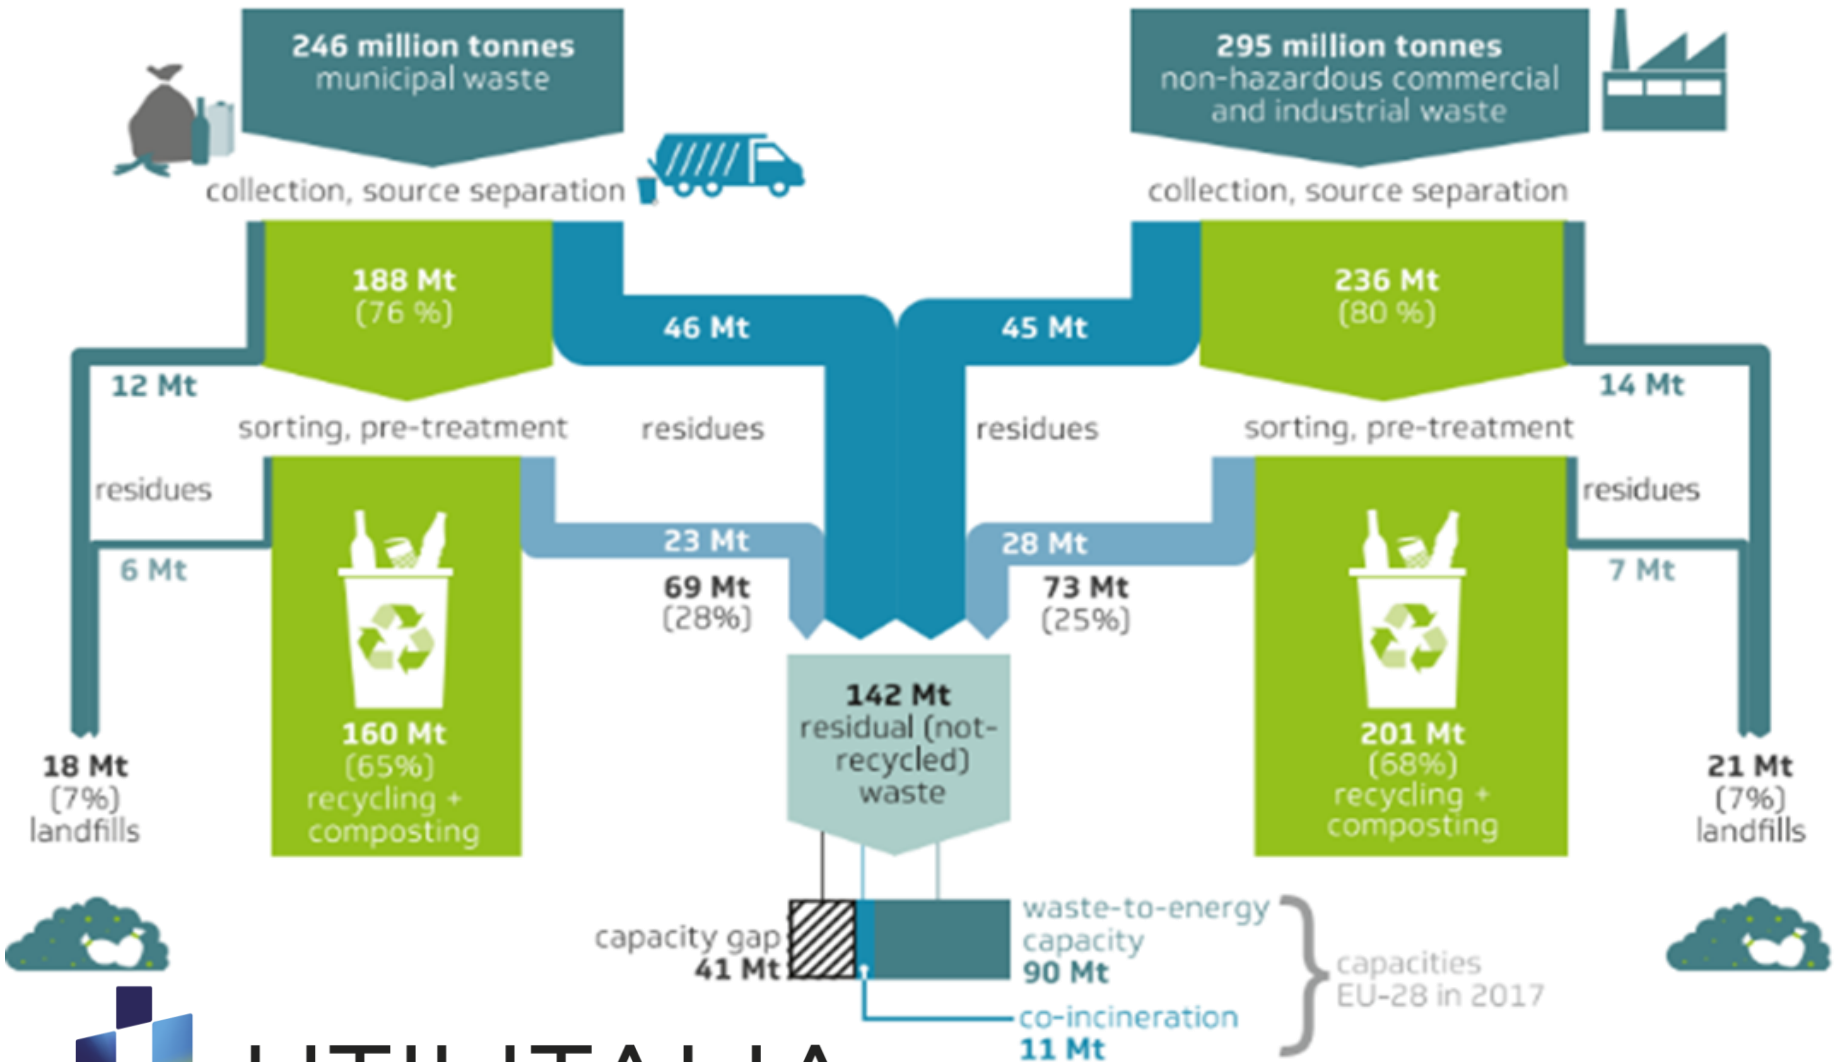 246 million tonnes
municipal waste
295 million tonnes
non-hazardous commercial
and industrial waste
collection, source separation
collection, source separation
188 Mt
(76 %)
46 Mt
45 Mt
236 Mt
(80 %)
12 Mt
14 Mt
sorting, pre-treatment
residues
residues
sorting, pre-treatment
residues
residues
6 Mt
23 Mt
69 Mt
(28%)
28 Mt
73 Mt
(25%)
7 Mt
160 Mt
(65%)
recycling +
composting
142 Mt
residual (not-
recycled)
waste
201 Mt
(68%)
recycling +
composting
18 Mt
(7%)
landfills
21 Mt
(7%)
landfills
capacity gap
41 Mt
waste-to-energy
capacity
90 Mt
co-incineration
11 Mt
capacities
EU-28 in 2017
UTILITALIA